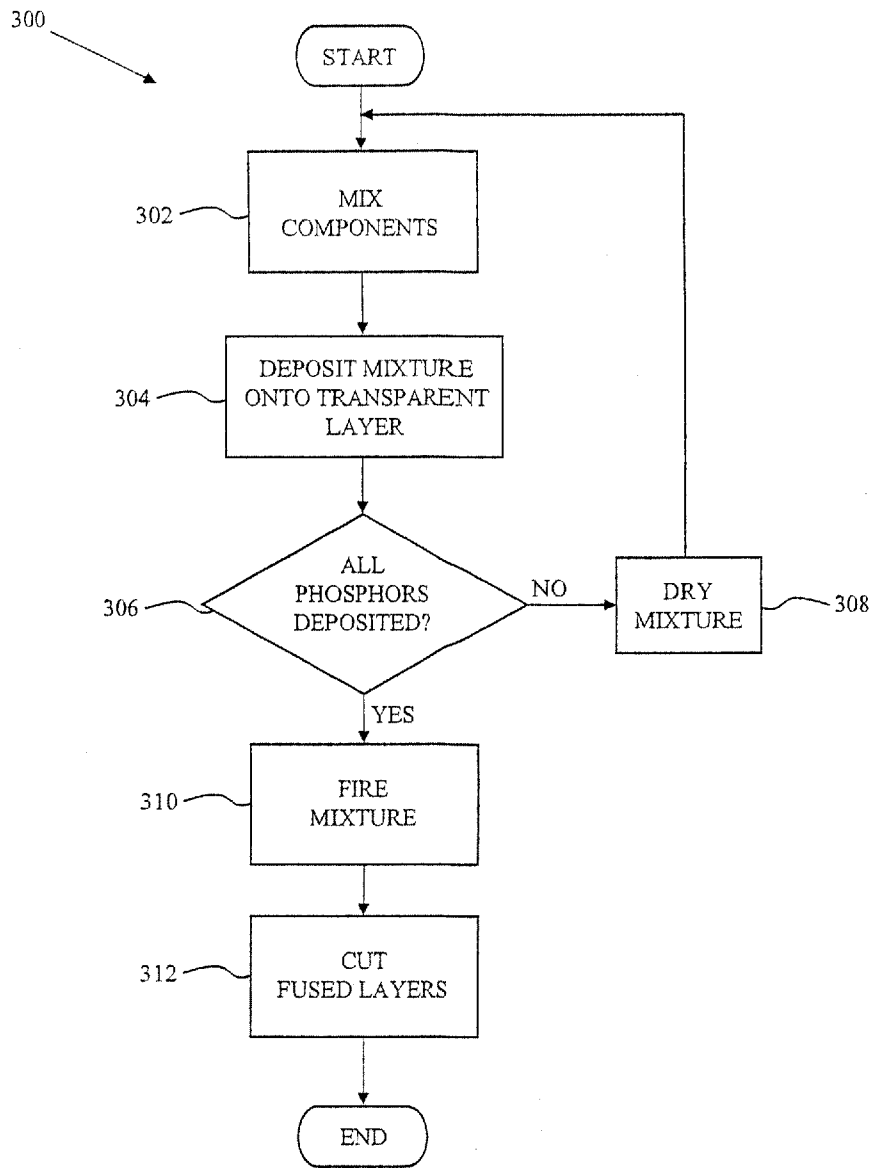 300
START
302
MIX
COMPONENTS
304
DEPOSIT MIXTURE
ONTO TRANSPARENT
LAYER
306
ALL
PHOSPHORS
DEPOSITED?
NO
DRY
MIXTURE
308
YES
310
FIRE
MIXTURE
312
CUT
FUSED LAYERS
END